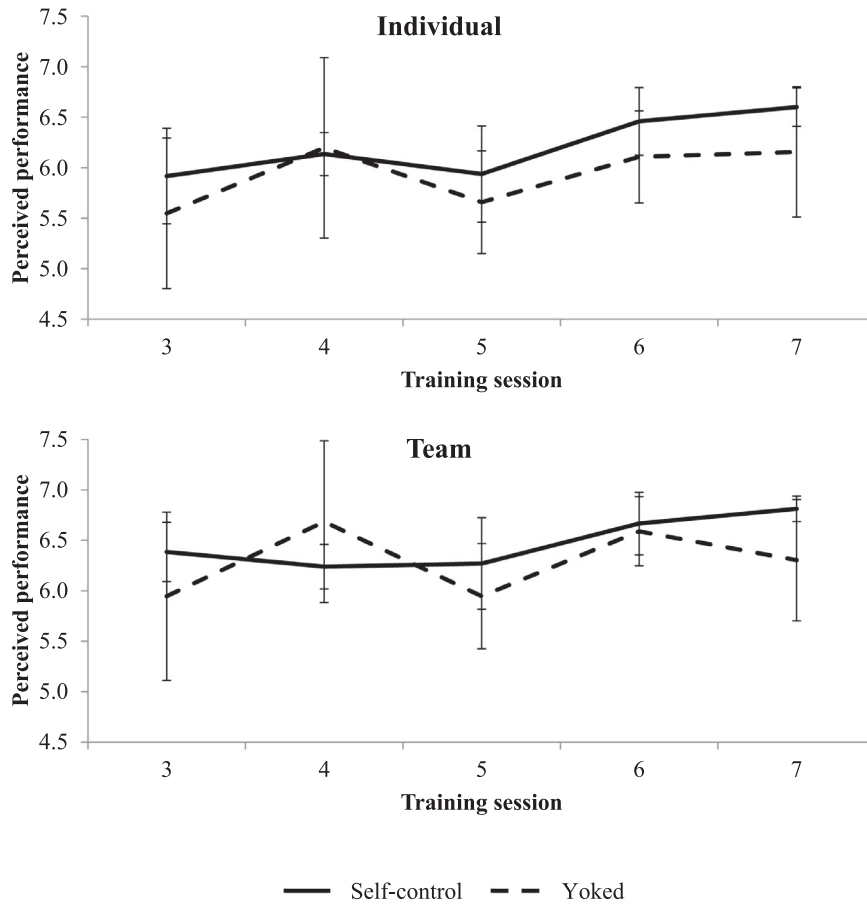 Individual
Perceived performance
7.5
7.0
6.5
6.0
5.5
5.0
4.5
3 4 5 6 7
Training session
Team
Perceived performance
7.5
7.0
6.5
6.0
5.5
5.0
4.5
3 4 5 6 7
Training session
Self-control Yoked